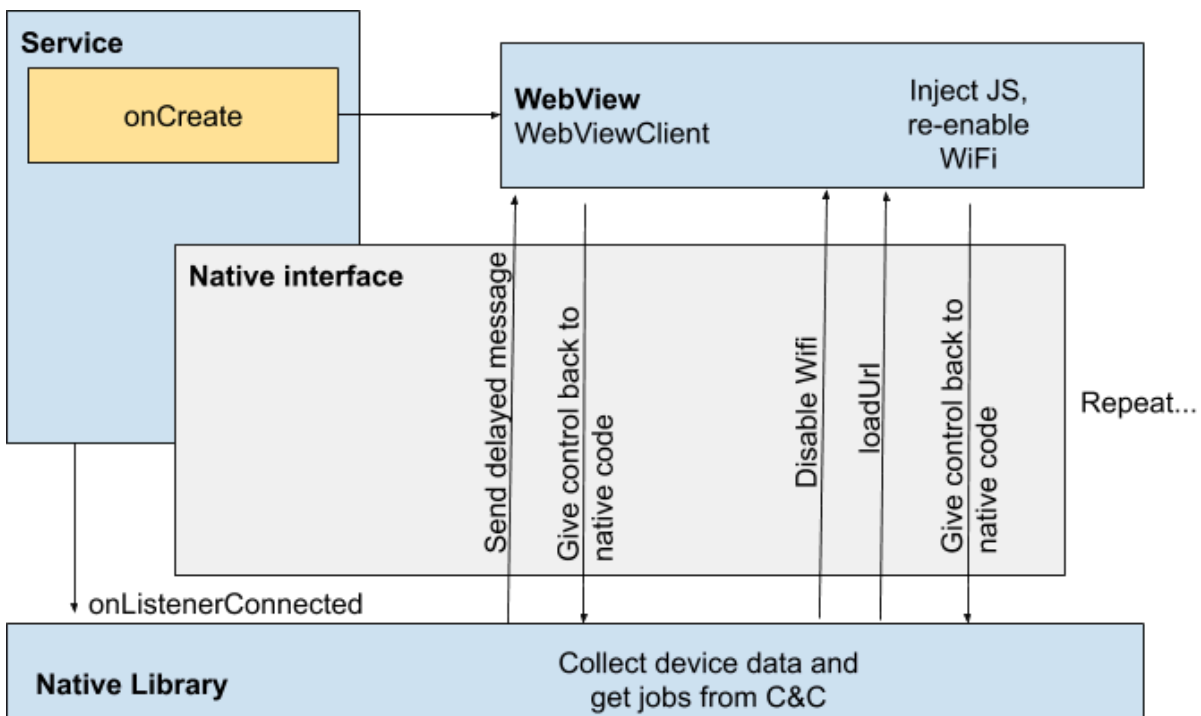 Service
onCreate
WebView
WebViewClient
Inject JS,
re-enable
WiFi
Native interface
Send delayed message
Give control back to
native code
Disable Wifi
loadUrl
Give control back to
native code
Repeat...
onListenerConnected
Native Library
Collect device data and
get jobs from C&C